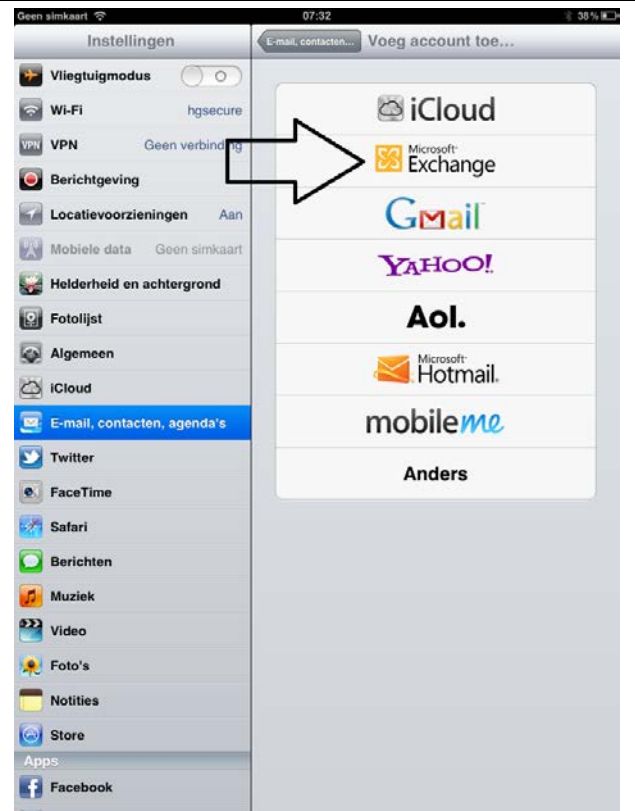 Geen simkaart 07:32 38%
Instellingen
E-mail, contacten... Voeg account toe...
Vliegtuigmodus
Wi-Fi hgsecure
VPN VPN Geen verbinding
Berichtgeving
Locatievoorzieningen Aan
Mobiele data Geen simkaart
Helderheid en achtergrond
Fotolijst
Algemeen
iCloud
E-mail, contacten, agenda's
Twitter
FaceTime
Safari
Berichten
Muziek
Video
Foto's
Notities
Store
Apps
Facebook
iCloud
Microsoft
Exchange
Gmail
YAHOO!
Aol.
Microsoft
Hotmail
mobileme
Anders